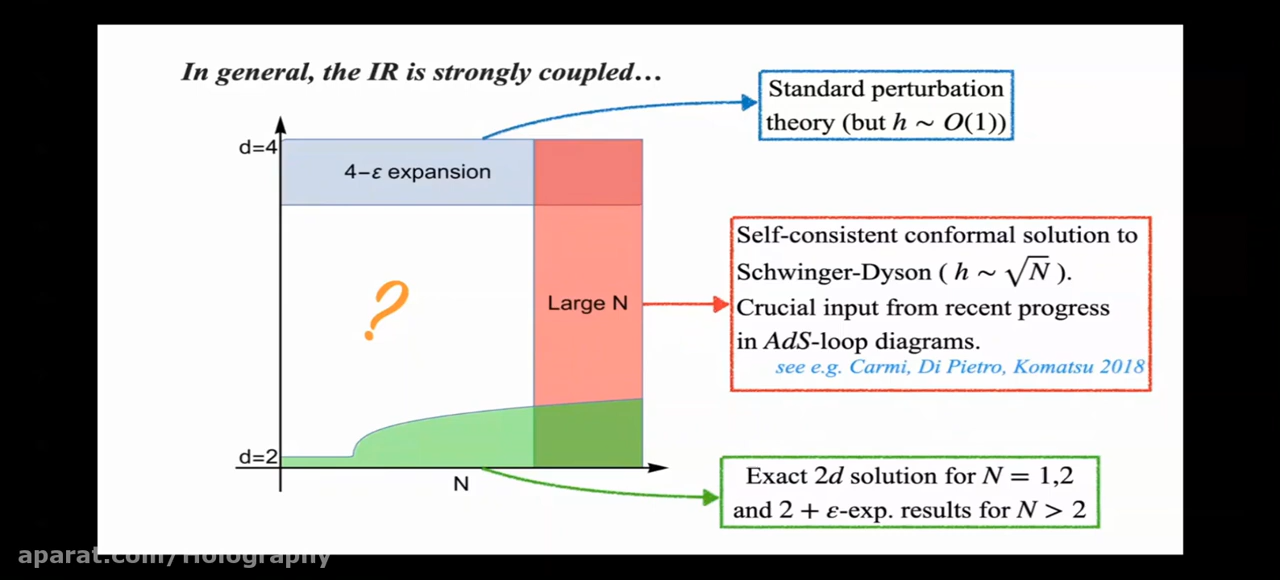 In general, the IR is strongly coupled…
Standard perturbation
theory (but h ~ O(1))
d=4
4−ε expansion
Self-consistent conformal solution to
Schwinger-Dyson ( h ~ √N ).
Crucial input from recent progress
in AdS-loop diagrams.
see e.g. Carmi, Di Pietro, Komatsu 2018
?
Large N
d=2
N
Exact 2d solution for N = 1,2
and 2 + ε-exp. results for N > 2
aparat.com/Holography